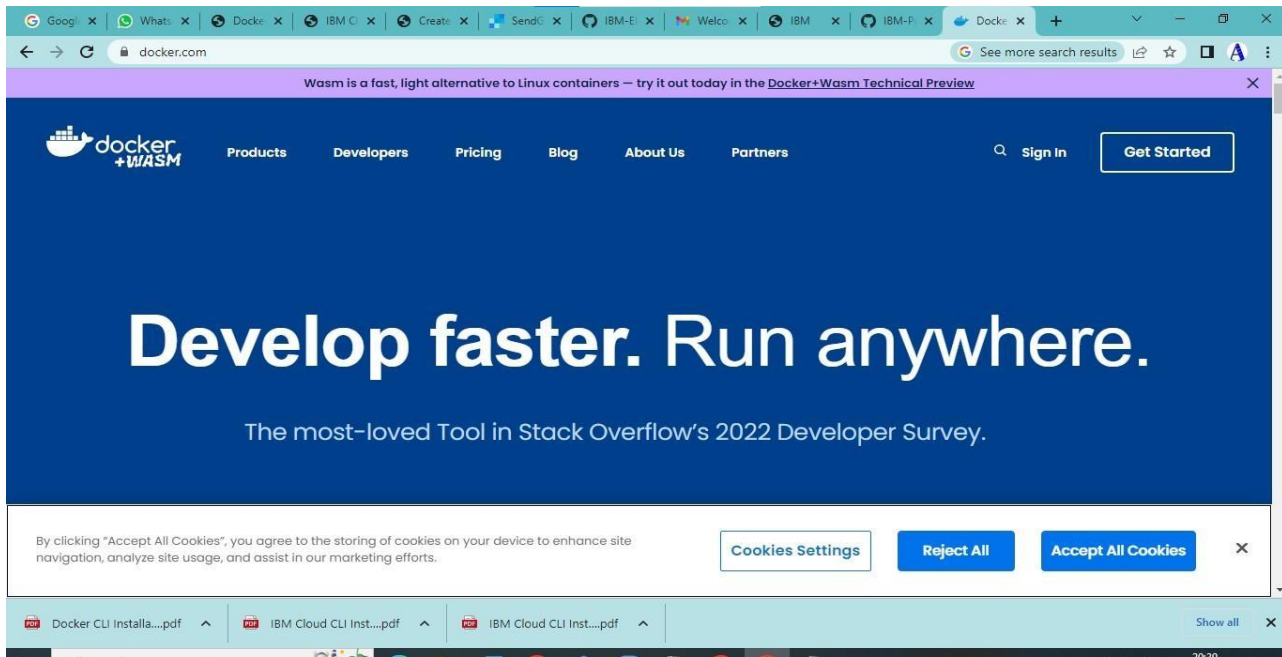 Googl Whats Docke IBM Cl Create SendG IBM-E Welco IBM IBM-P Docke
docker.com See more search results
Wasm is a fast, light alternative to Linux containers — try it out today in the Docker+Wasm Technical Preview
docker
+WASM
Products Developers Pricing Blog About Us Partners Sign In Get Started
Develop faster. Run anywhere.
The most-loved Tool in Stack Overflow's 2022 Developer Survey.
By clicking "Accept All Cookies", you agree to the storing of cookies on your device to enhance site
navigation, analyze site usage, and assist in our marketing efforts.
Cookies Settings Reject All Accept All Cookies
Docker CLI Installa....pdf IBM Cloud CLI Inst....pdf IBM Cloud CLI Inst....pdf Show all